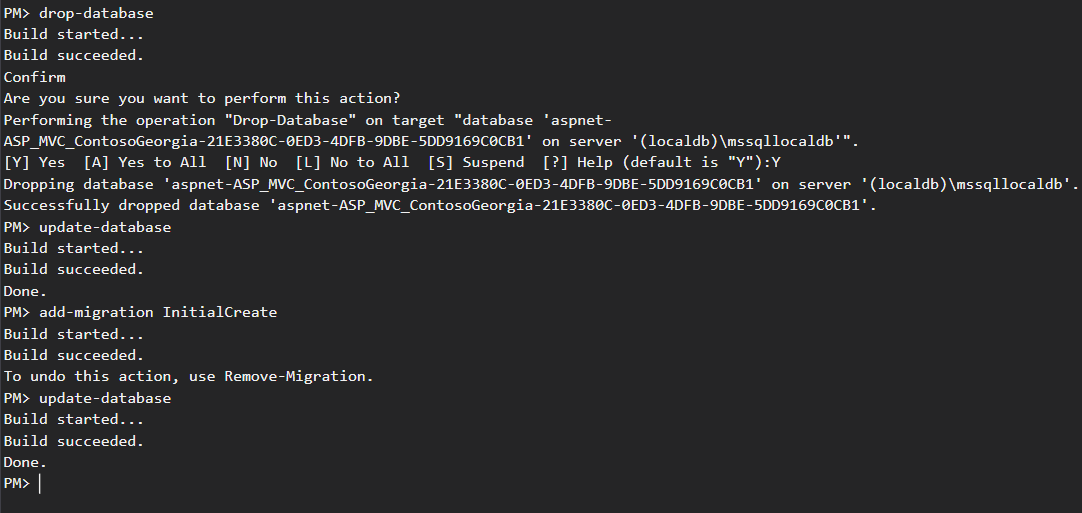 PM> drop-database
Build started...
Build succeeded.
Confirm
Are you sure you want to perform this action?
Performing the operation "Drop-Database" on target "database 'aspnet-
ASP_MVC_ContosoGeorgia-21E3380C-0ED3-4DFB-9DBE-5DD9169C0CB1' on server '(localdb)\mssqllocaldb'".
[Y] Yes  [A] Yes to All  [N] No  [L] No to All  [S] Suspend  [?] Help (default is "Y"):Y
Dropping database 'aspnet-ASP_MVC_ContosoGeorgia-21E3380C-0ED3-4DFB-9DBE-5DD9169C0CB1' on server '(localdb)\mssqllocaldb'.
Successfully dropped database 'aspnet-ASP_MVC_ContosoGeorgia-21E3380C-0ED3-4DFB-9DBE-5DD9169C0CB1'.
PM> update-database
Build started...
Build succeeded.
Done.
PM> add-migration InitialCreate
Build started...
Build succeeded.
To undo this action, use Remove-Migration.
PM> update-database
Build started...
Build succeeded.
Done.
PM>